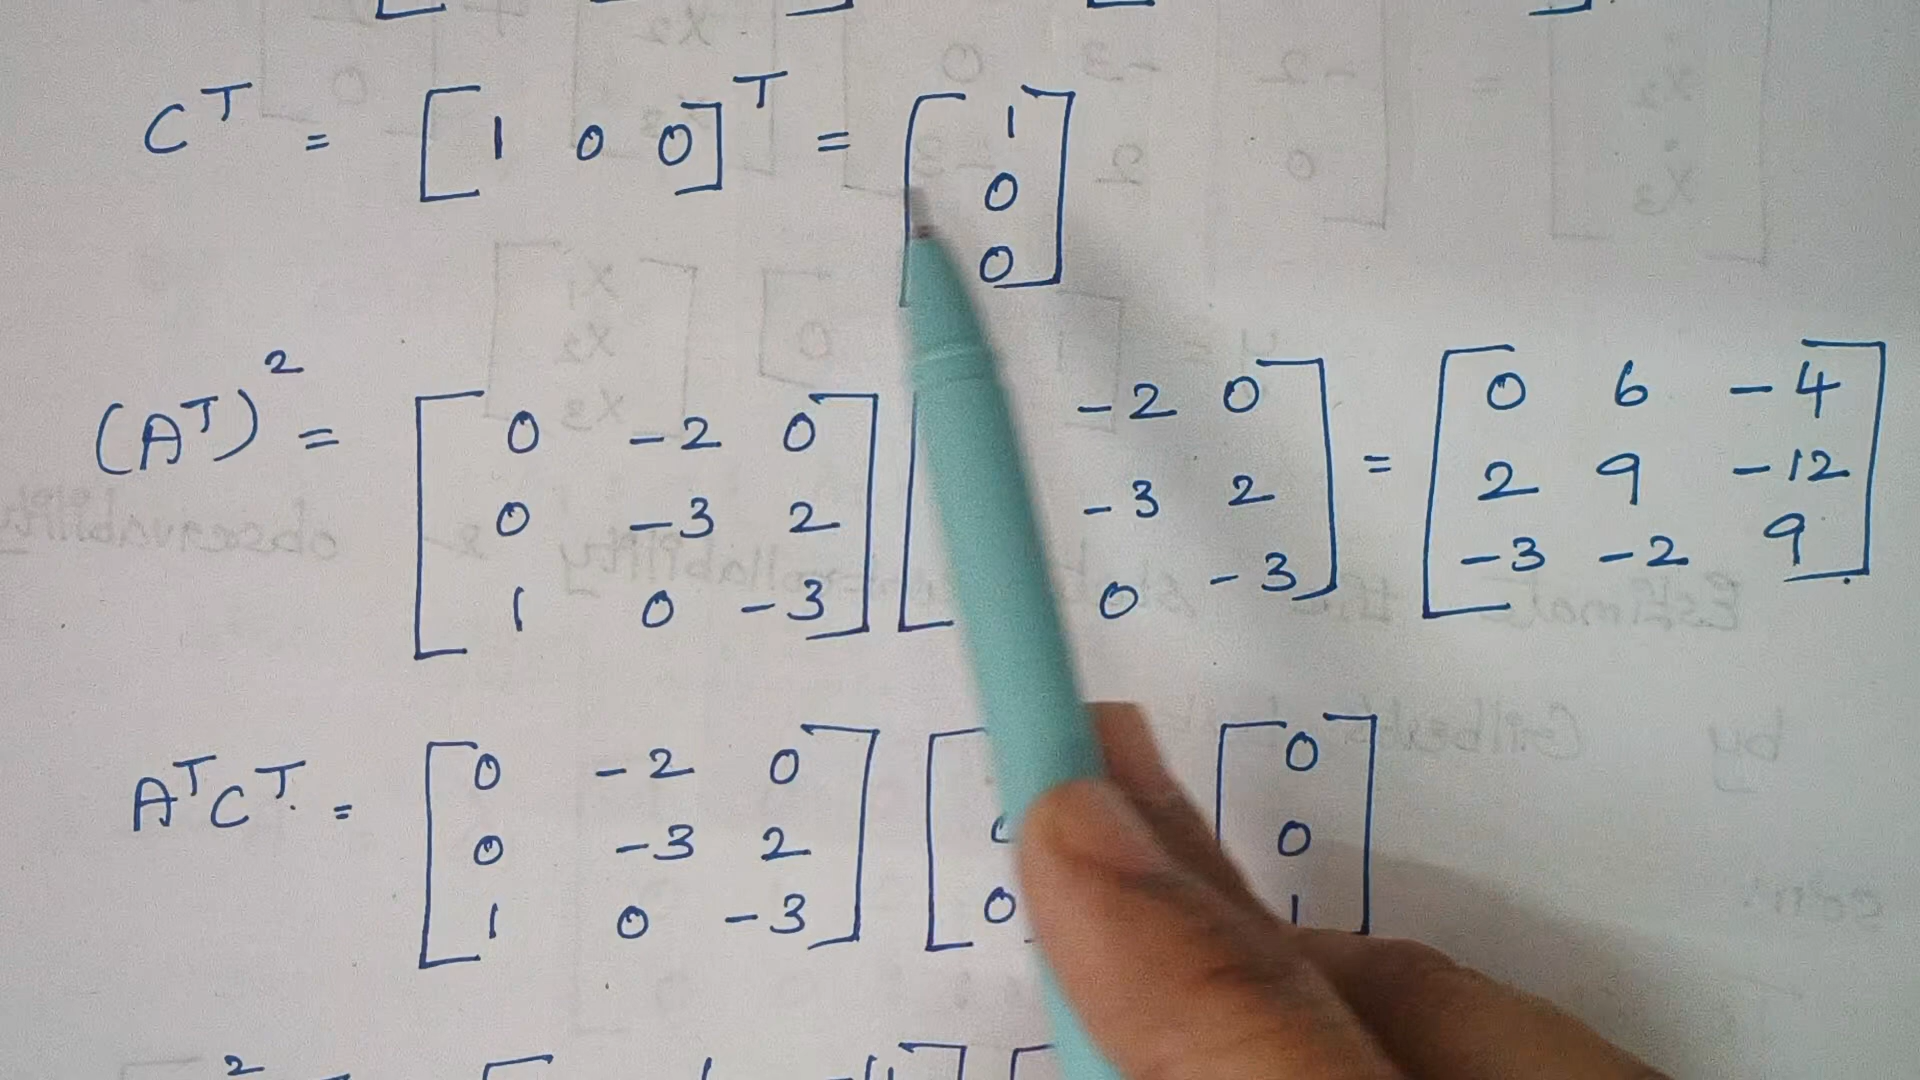 C^T = [1 0 0]^T = [1
0
0]
(A^T)^2 = [0 -2 0 [ -2 0 = [0 6 -4
0 -3 2 -3 2 2 9 -12
1 0 -3] 0 -3] -3 -2 9]
A^T C^T = [0 -2 0 [ [0
0 -3 2 0
1 0 -3] 0 1]
2